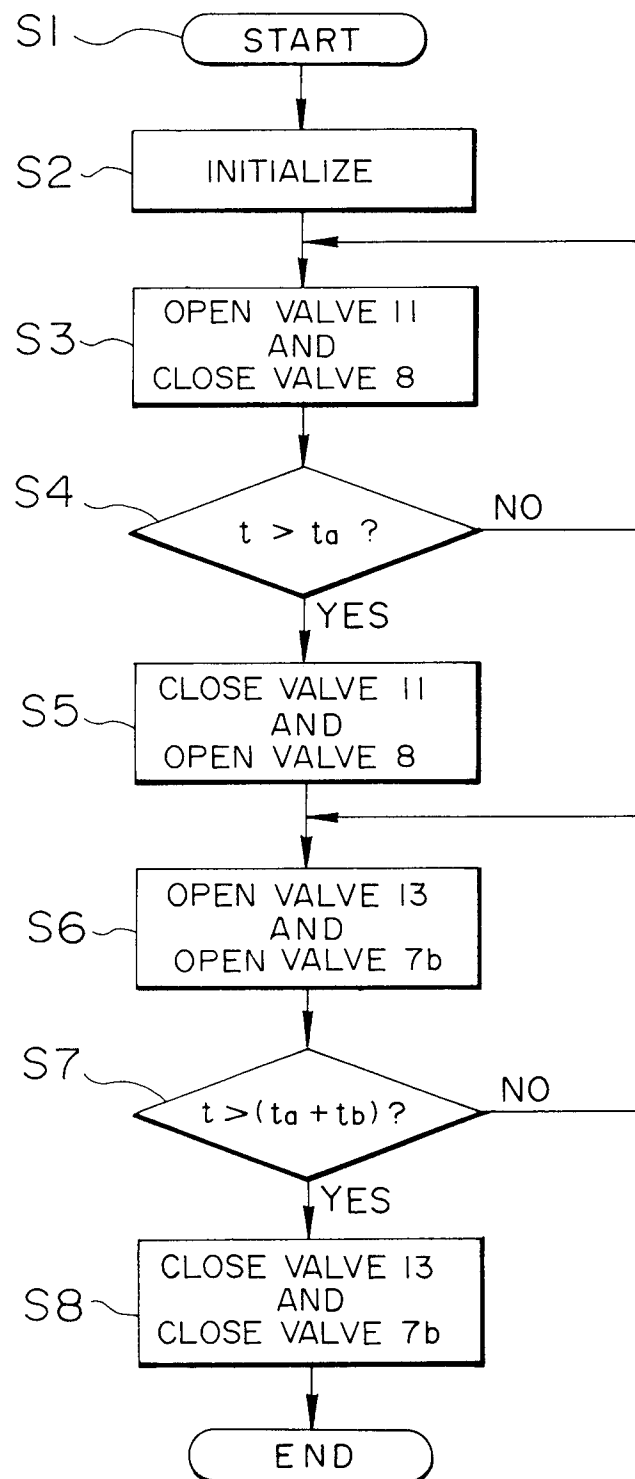 S1
START
S2
INITIALIZE
S3
OPEN VALVE 11
AND
CLOSE VALVE 8
S4
t > ta ?
NO
YES
S5
CLOSE VALVE 11
AND
OPEN VALVE 8
S6
OPEN VALVE 13
AND
OPEN VALVE 7b
S7
t > (ta + tb) ?
NO
YES
S8
CLOSE VALVE 13
AND
CLOSE VALVE 7b
END